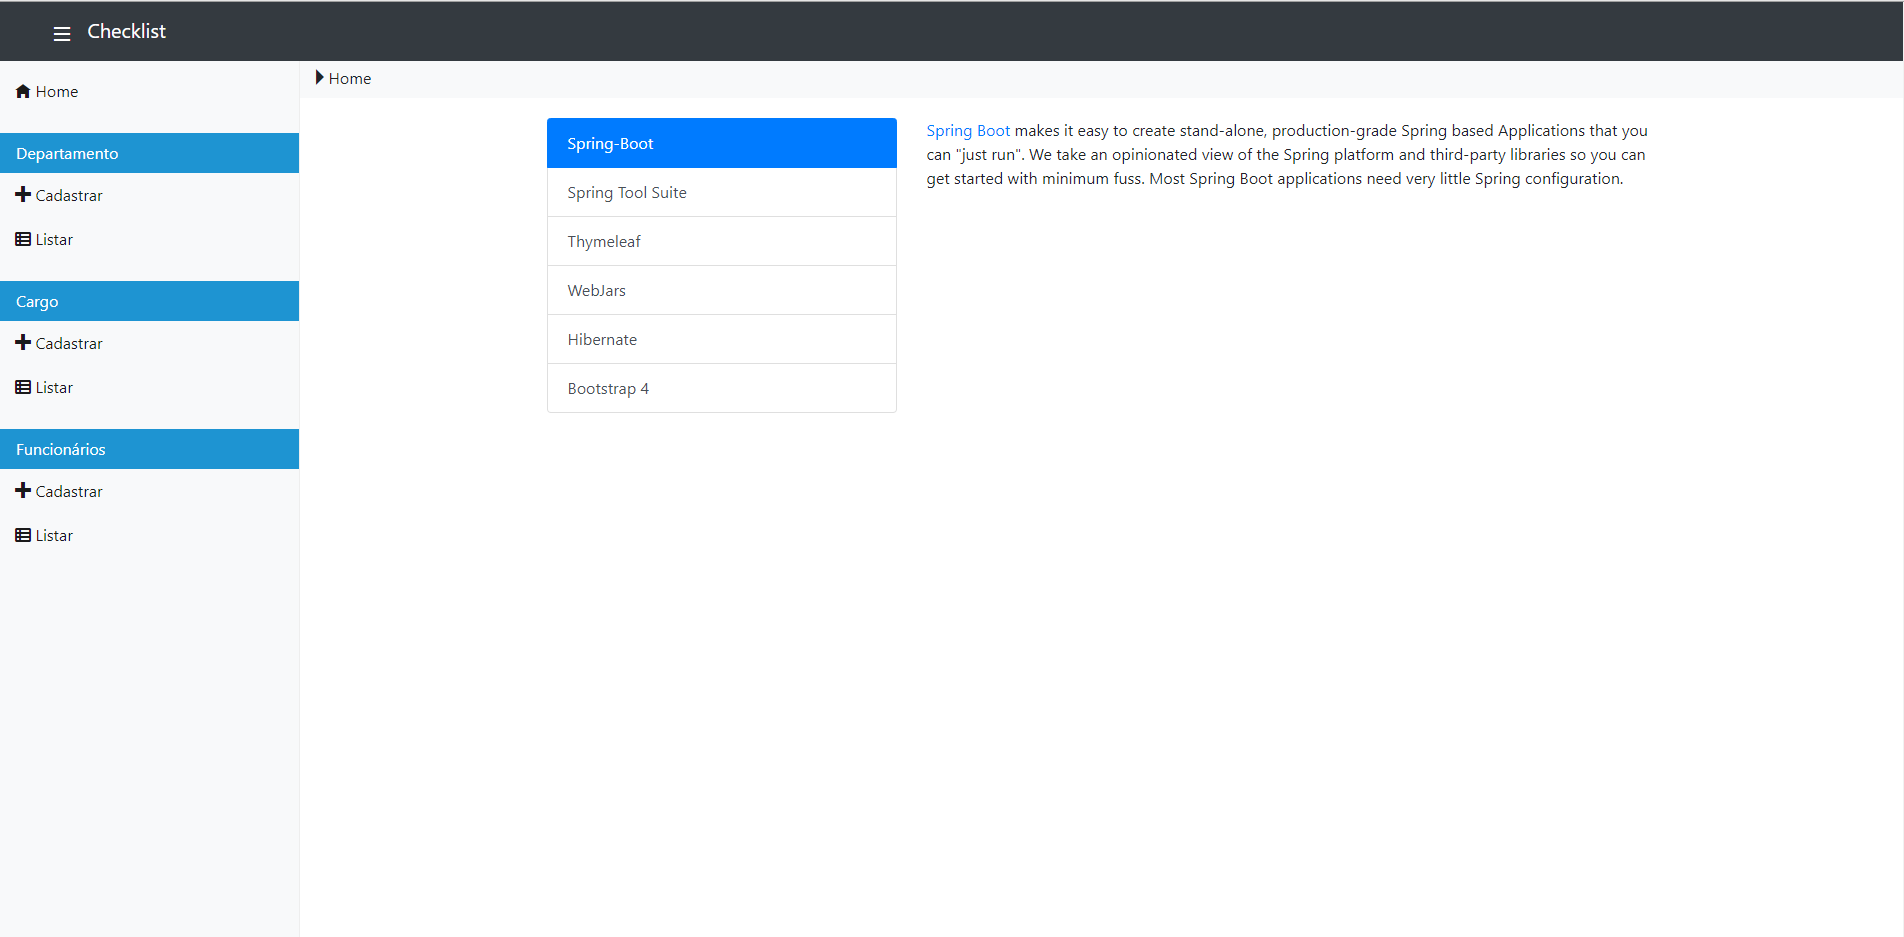 Checklist
Home
Departamento
Cadastrar
Listar
Cargo
Cadastrar
Listar
Funcionários
Cadastrar
Listar
Home
Spring-Boot
Spring Tool Suite
Thymeleaf
WebJars
Hibernate
Bootstrap 4
Spring Boot makes it easy to create stand-alone, production-grade Spring based Applications that you
can "just run". We take an opinionated view of the Spring platform and third-party libraries so you can
get started with minimum fuss. Most Spring Boot applications need very little Spring configuration.